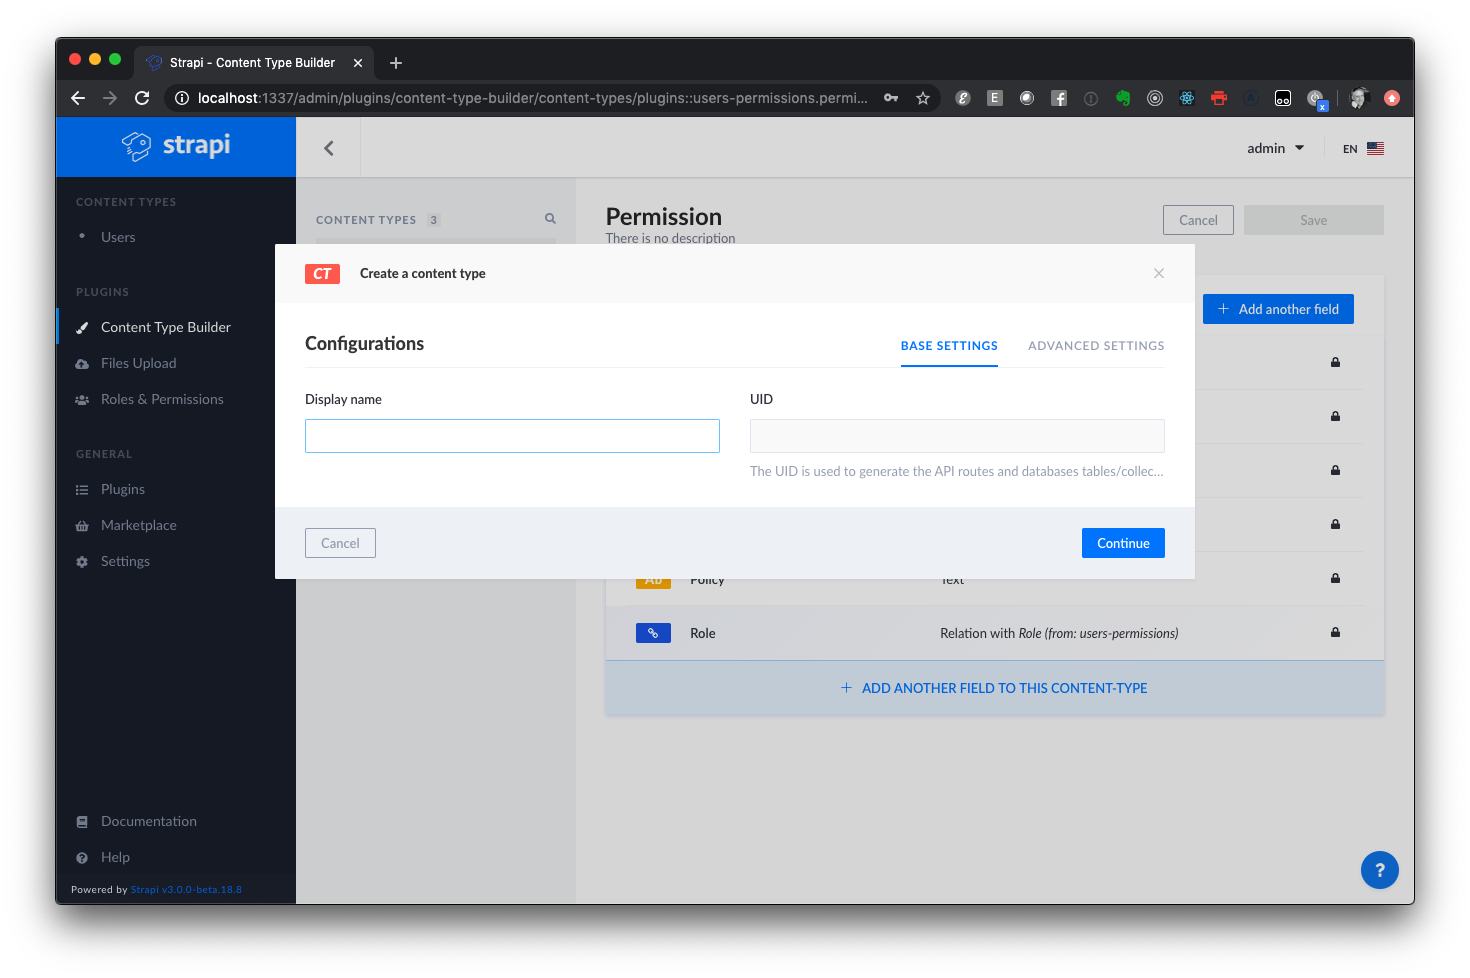 Strapi - Content Type Builder
localhost:1337/admin/plugins/content-type-builder/content-types/plugins::users-permissions.permi...
strapi
admin
EN
CONTENT TYPES
Users
PLUGINS
Content Type Builder
Files Upload
Roles & Permissions
GENERAL
Plugins
Marketplace
Settings
Documentation
Help
Powered by Strapi v3.0.0-beta.18.8
CONTENT TYPES 3
Permission
There is no description
Cancel
Save
+ Add another field
CT Create a content type
Configurations
BASE SETTINGS
ADVANCED SETTINGS
Display name
UID
The UID is used to generate the API routes and databases tables/collec...
Cancel
Continue
Ab Policy Text
Role Relation with Role (from: users-permissions)
+ ADD ANOTHER FIELD TO THIS CONTENT-TYPE
?